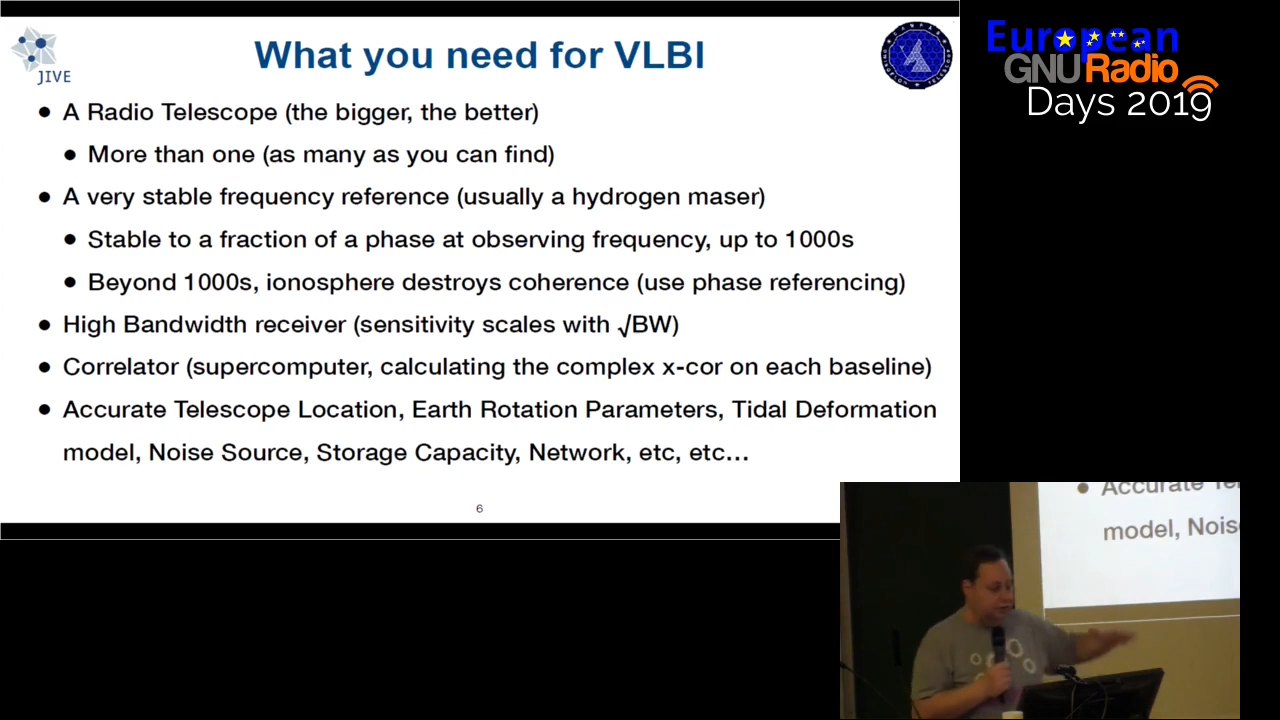 What you need for VLBI
JIVE
European
GNURadio
Days 2019
● A Radio Telescope (the bigger, the better)
● More than one (as many as you can find)
● A very stable frequency reference (usually a hydrogen maser)
● Stable to a fraction of a phase at observing frequency, up to 1000s
● Beyond 1000s, ionosphere destroys coherence (use phase referencing)
● High Bandwidth receiver (sensitivity scales with √BW)
● Correlator (supercomputer, calculating the complex x-cor on each baseline)
● Accurate Telescope Location, Earth Rotation Parameters, Tidal Deformation
model, Noise Source, Storage Capacity, Network, etc, etc...
6
● Accurate
model, Nois